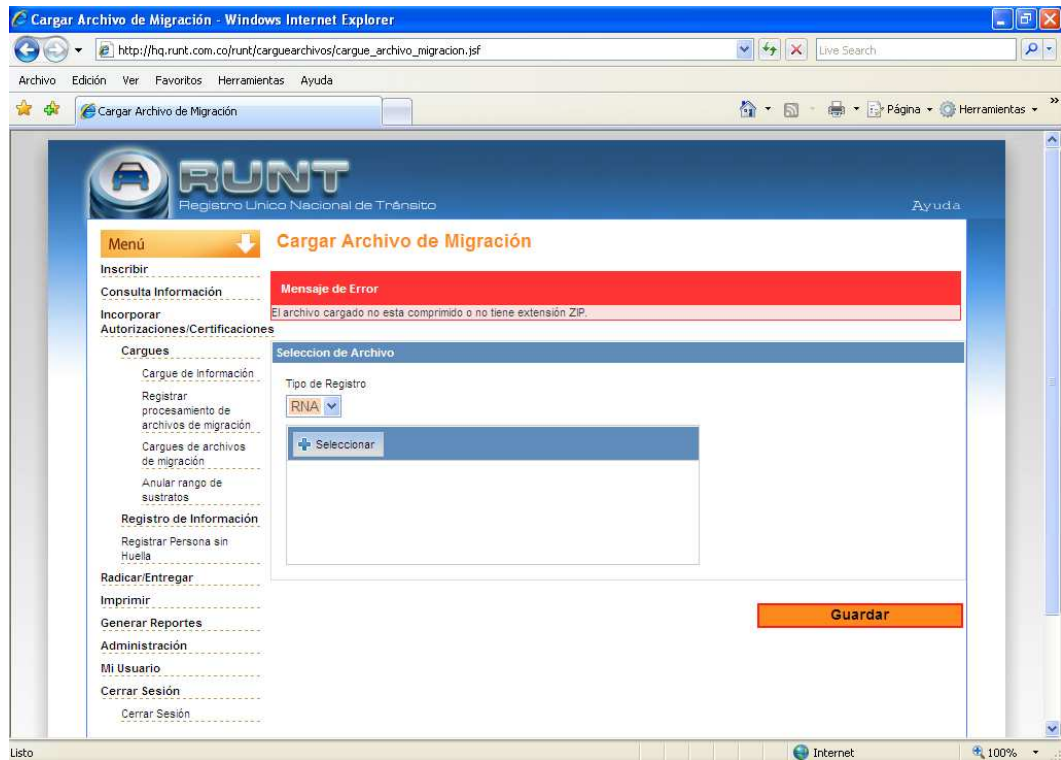 Cargar Archivo de Migración - Windows Internet Explorer
http://hq.runt.com.co/runt/carguearchivos/cargue_archivo_migracion.jsf
Live Search
Archivo Edición Ver Favoritos Herramientas Ayuda
Cargar Archivo de Migración
Página
Herramientas
RUNT
Registro Unico Nacional de Tránsito
Ayuda
Menú
Inscribir
Consulta Información
Incorporar
Autorizaciones/Certificaciones
Cargues
Cargue de Información
Registrar
procesamiento de
archivos de migración
Cargues de archivos
de migración
Anular rango de
sustratos
Registro de Información
Registrar Persona sin
Huella
Radicar/Entregar
Imprimir
Generar Reportes
Administración
Mi Usuario
Cerrar Sesión
Cerrar Sesión
Cargar Archivo de Migración
Mensaje de Error
El archivo cargado no esta comprimido o no tiene extensión ZIP.
Seleccion de Archivo
Tipo de Registro
RNA
Seleccionar
Guardar
Listo
Internet
100%